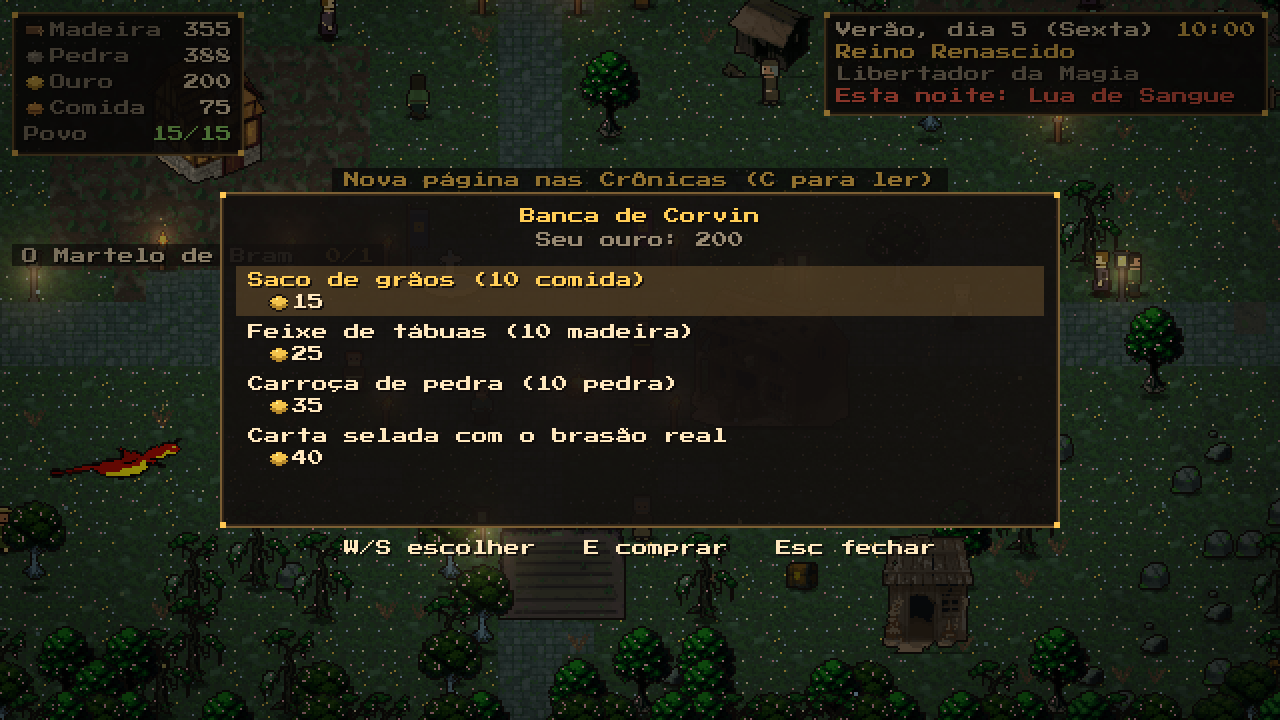 Madeira 355
Pedra 388
Ouro 200
Comida 75
Povo 15/15
Verão, dia 5 (Sexta) 10:00
Reino Renascido
Libertador da Magia
Esta noite: Lua de Sangue
Nova página nas Crônicas (C para ler)
O Martelo de Bram 0/1
Banca de Corvin
Seu ouro: 200
Saco de grãos (10 comida)
15
Feixe de tábuas (10 madeira)
25
Carroça de pedra (10 pedra)
35
Carta selada com o brasão real
40
W/S escolher E comprar Esc fechar